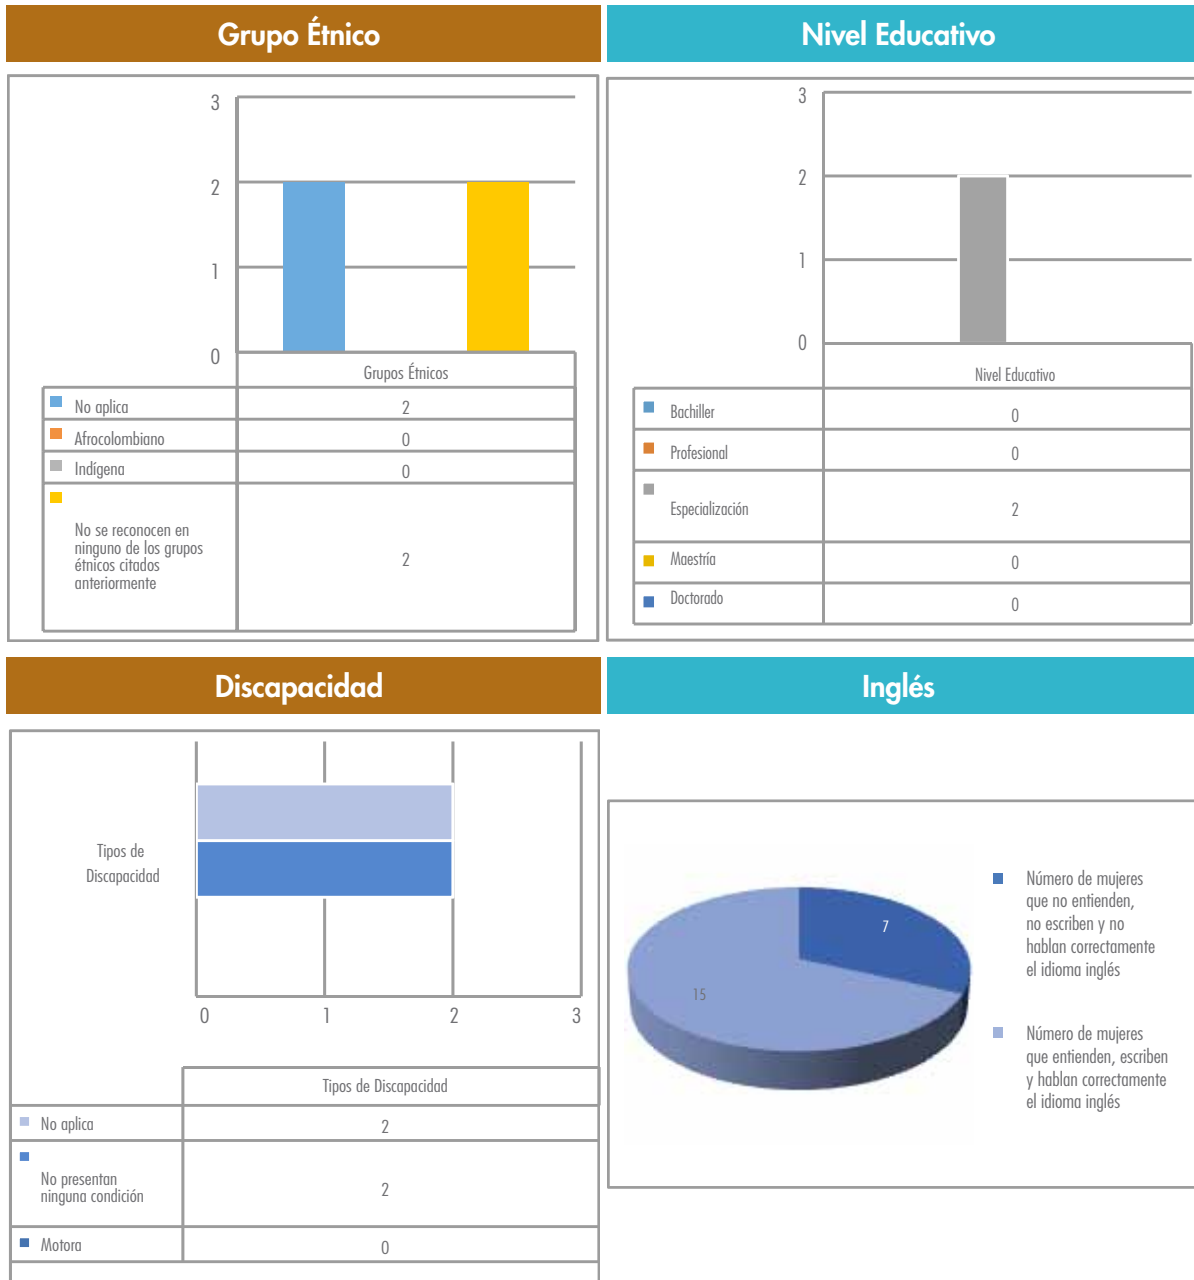 Grupo Étnico
3
2
1
0
Grupos Étnicos
No aplica 2
Afrocolombiano 0
Indígena 0
No se reconocen en
ninguno de los grupos
étnicos citados
anteriormente
2
Nivel Educativo
3
2
1
0
Nivel Educativo
Bachiller 0
Profesional 0
Especialización 2
Maestría 0
Doctorado 0
Discapacidad
Tipos de
Discapacidad
0 1 2 3
Tipos de Discapacidad
No aplica 2
No presentan
ninguna condición
2
Motora 0
Inglés
7
15
Número de mujeres
que no entienden,
no escriben y no
hablan correctamente
el idioma inglés
Número de mujeres
que entienden, escriben
y hablan correctamente
el idioma inglés